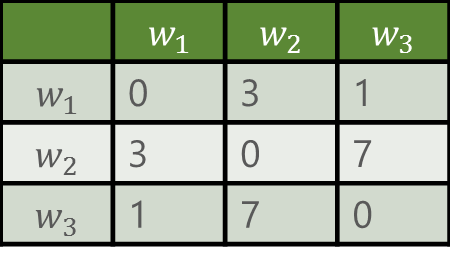 w₁ w₂ w₃
w₁ 0 3 1
w₂ 3 0 7
w₃ 1 7 0